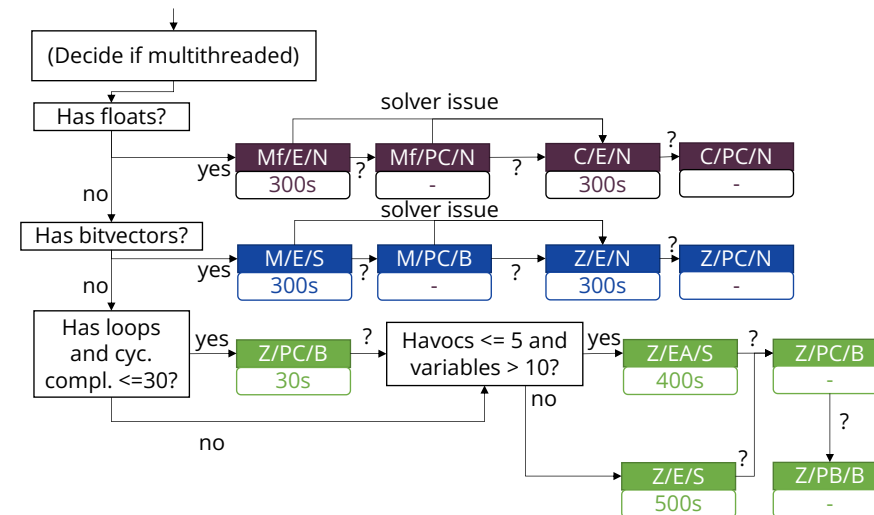 (Decide if multithreaded)
Has floats?
solver issue
yes
Mf/E/N
300s
?
Mf/PC/N
-
?
C/E/N
300s
?
C/PC/N
-
no
Has bitvectors?
solver issue
yes
M/E/S
300s
?
M/PC/B
-
?
Z/E/N
300s
?
Z/PC/N
-
no
Has loops
and cyc.
compl. <=30?
yes
Z/PC/B
30s
?
Havocs <= 5 and
variables > 10?
yes
Z/EA/S
400s
?
Z/PC/B
-
no
no
?
Z/E/S
500s
?
Z/PB/B
-